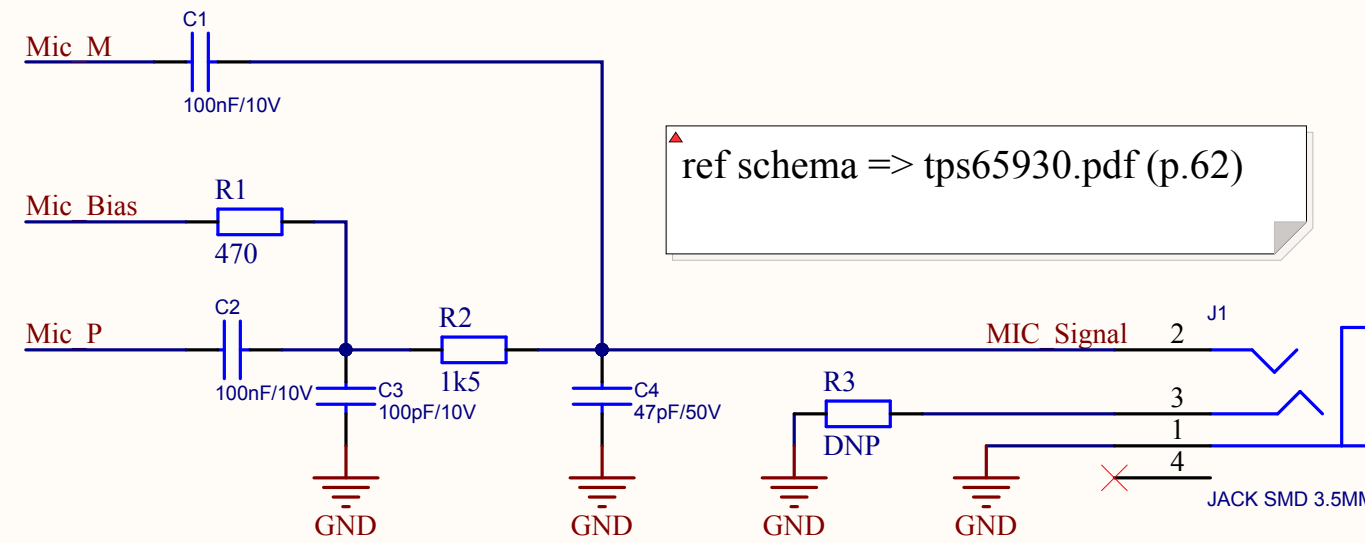 C1
Mic_M
100nF/10V
ref schema => tps65930.pdf (p.62)
R1
Mic_Bias
470
C2
Mic_P
100nF/10V
R2
1k5
C3
100pF/10V
C4
47pF/50V
MIC_Signal
2
J1
R3
DNP
3
1
4
JACK SMD 3.5M
GND
GND
GND
GND